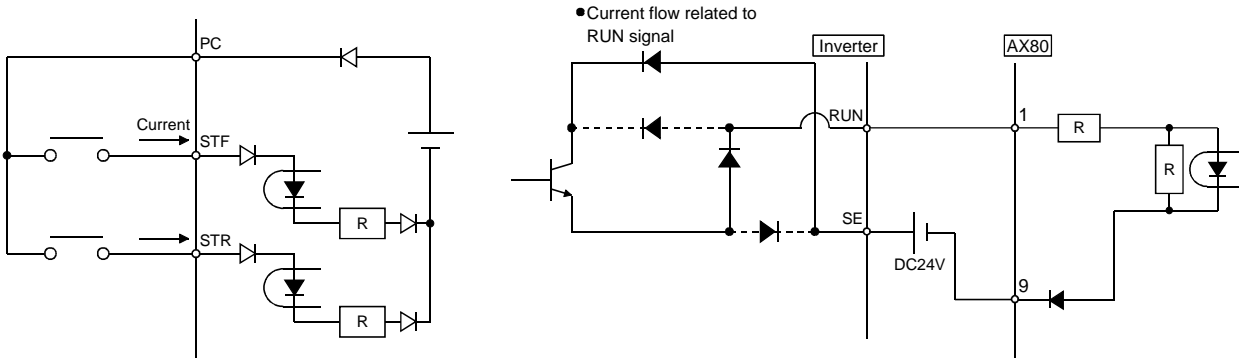 PC
Current
STF
R
STR
R
●Current flow related to
RUN signal
Inverter
AX80
RUN
1
R
R
SE
DC24V
9